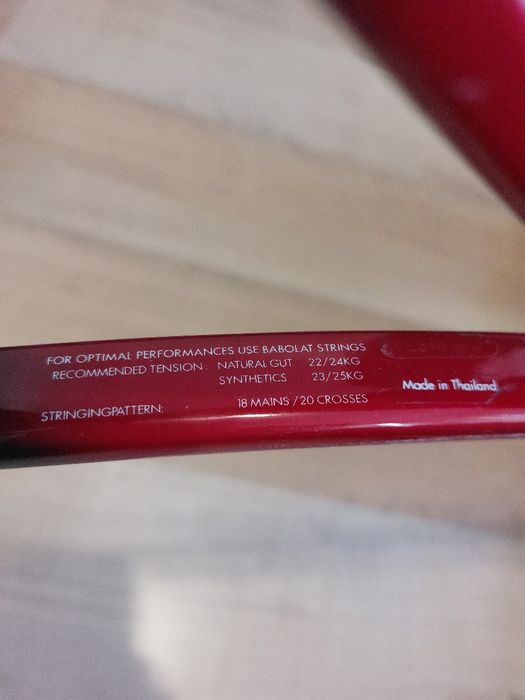 FOR OPTIMAL PERFORMANCES USE BABOLAT STRINGS
RECOMMENDED TENSION: NATURAL GUT 22/24KG
SYNTHETICS 23/25KG
Made in Thailand
STRINGINGPATTERN: 18 MAINS / 20 CROSSES